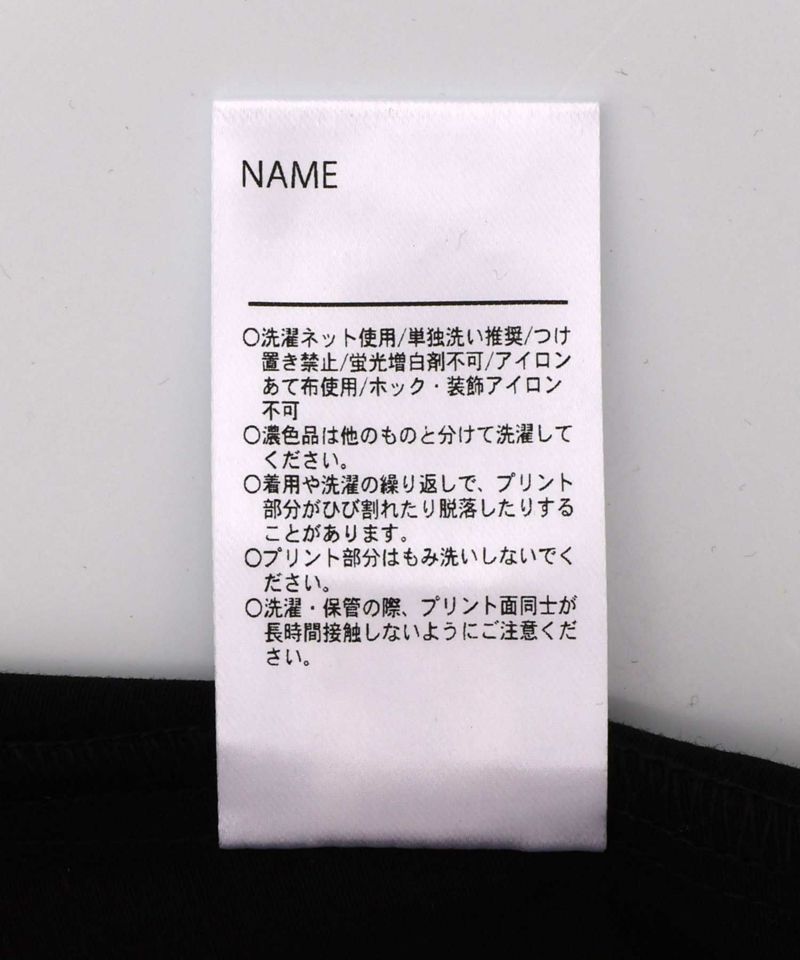 NAME
○洗濯ネット使用/単独洗い推奨/つけ
置き禁止/蛍光増白剤不可/アイロン
あて布使用/ホック・装飾アイロン
不可
○濃色品は他のものと分けて洗濯して
ください。
○着用や洗濯の繰り返しで、プリント
部分がひび割れたり脱落したりする
ことがあります。
○プリント部分はもみ洗いしないでく
ださい。
○洗濯・保管の際、プリント面同士が
長時間接触しないようにご注意くだ
さい。